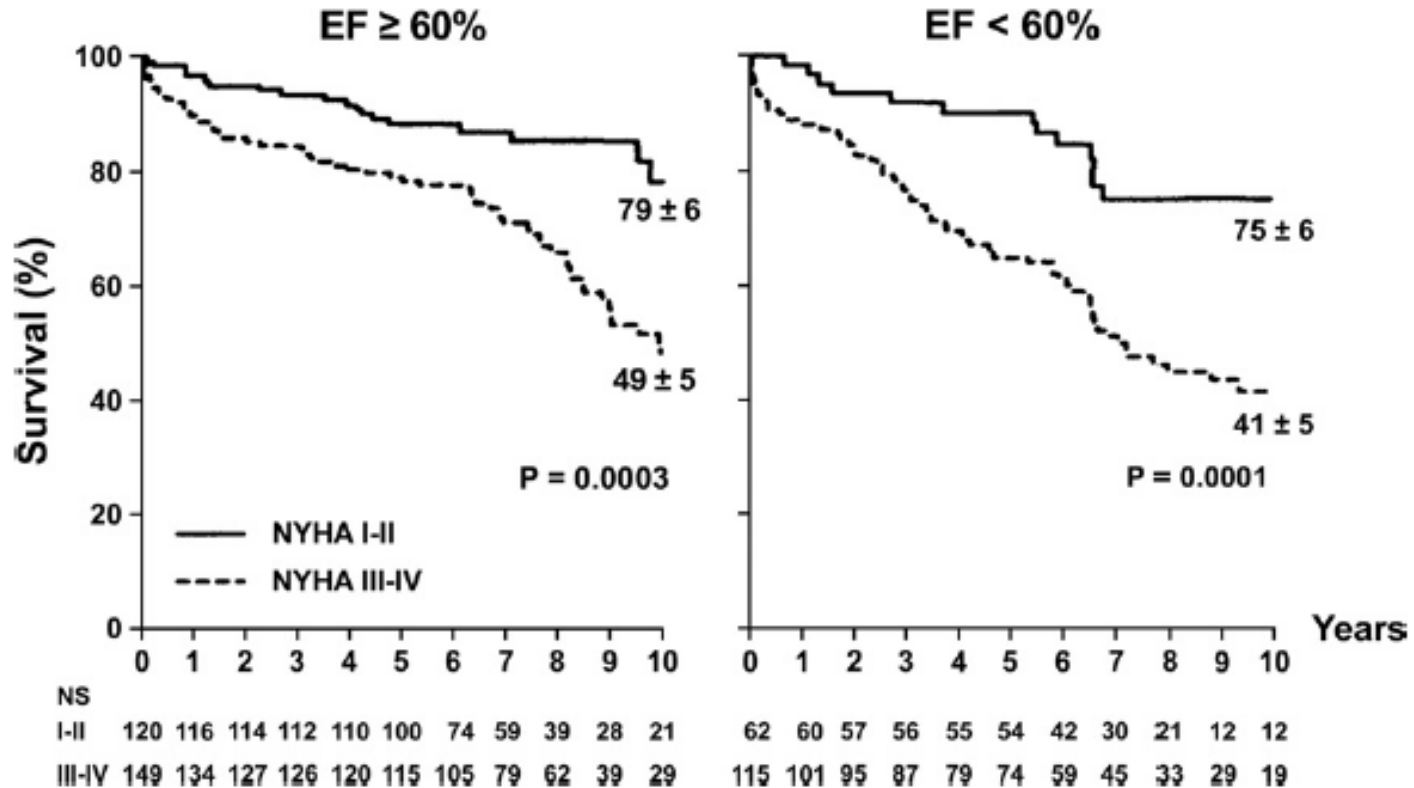 EF ≥ 60%
EF < 60%
Survival (%)
100
80
60
40
20
0
79 ± 6
49 ± 5
P = 0.0003
NYHA I-II
NYHA III-IV
75 ± 6
41 ± 5
P = 0.0001
0 1 2 3 4 5 6 7 8 9 10
0 1 2 3 4 5 6 7 8 9 10
Years
NS
I-II 120 116 114 112 110 100 74 59 39 28 21 62 60 57 56 55 54 42 30 21 12 12
III-IV 149 134 127 126 120 115 105 79 62 39 29 115 101 95 87 79 74 59 45 33 29 19